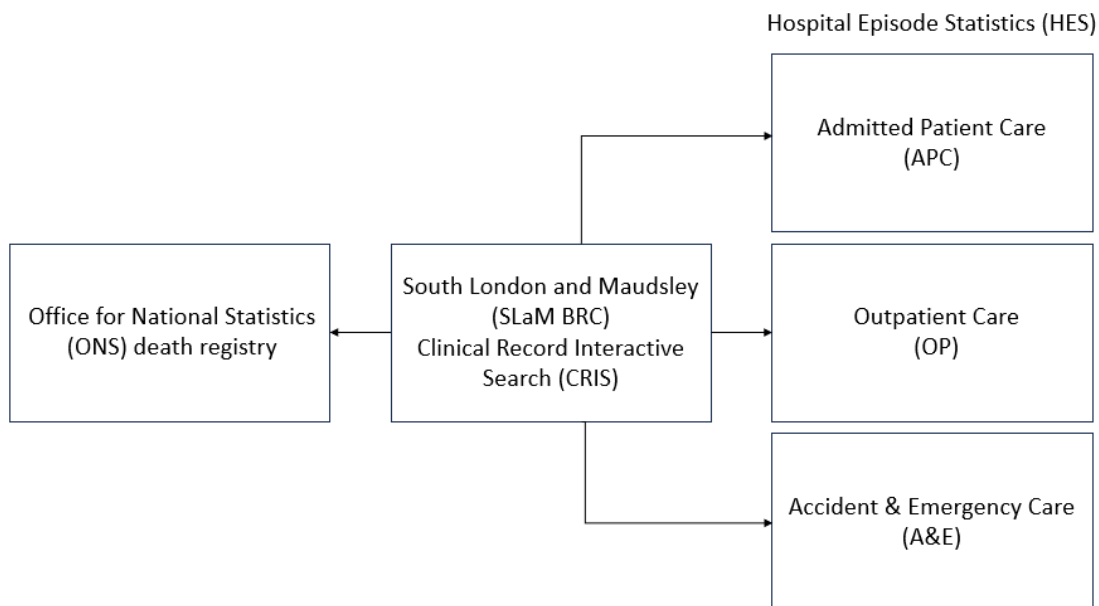 Hospital Episode Statistics (HES)
Admitted Patient Care
(APC)
Office for National Statistics
(ONS) death registry
South London and Maudsley
(SLaM BRC)
Clinical Record Interactive
Search (CRIS)
Outpatient Care
(OP)
Accident & Emergency Care
(A&E)